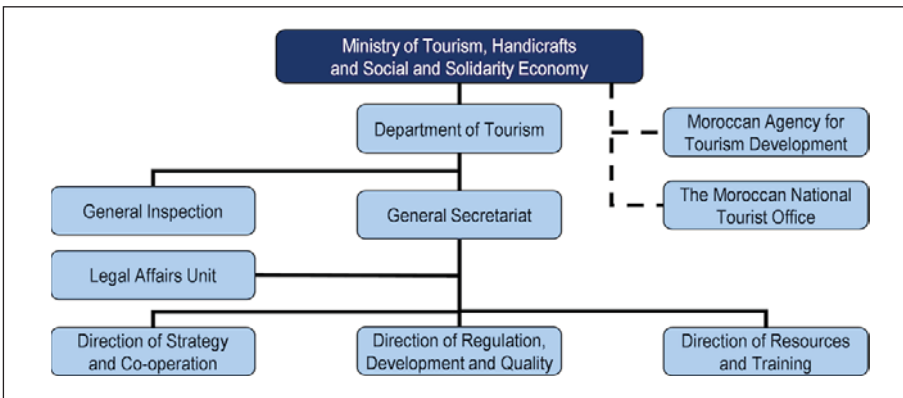 Ministry of Tourism, Handicrafts
and Social and Solidarity Economy
Department of Tourism
Moroccan Agency for
Tourism Development
General Inspection
General Secretariat
The Moroccan National
Tourist Office
Legal Affairs Unit
Direction of Strategy
and Co-operation
Direction of Regulation,
Development and Quality
Direction of Resources
and Training